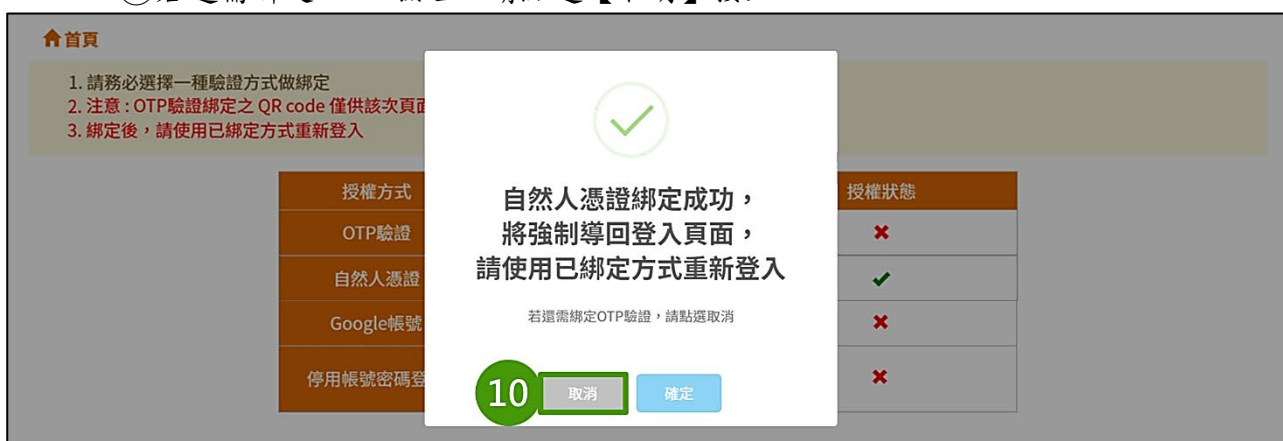 首頁
1. 請務必選擇一種驗證方式做綁定
2. 注意 : OTP驗證綁定之 QR code 僅供該次頁
3. 綁定後，請使用已綁定方式重新登入
授權方式
授權狀態
OTP驗證
自然人憑證
Google帳號
停用帳號密碼登
自然人憑證綁定成功，
將強制導回登入頁面，
請使用已綁定方式重新登入
若還需綁定OTP驗證，請點選取消
10
取消
確定